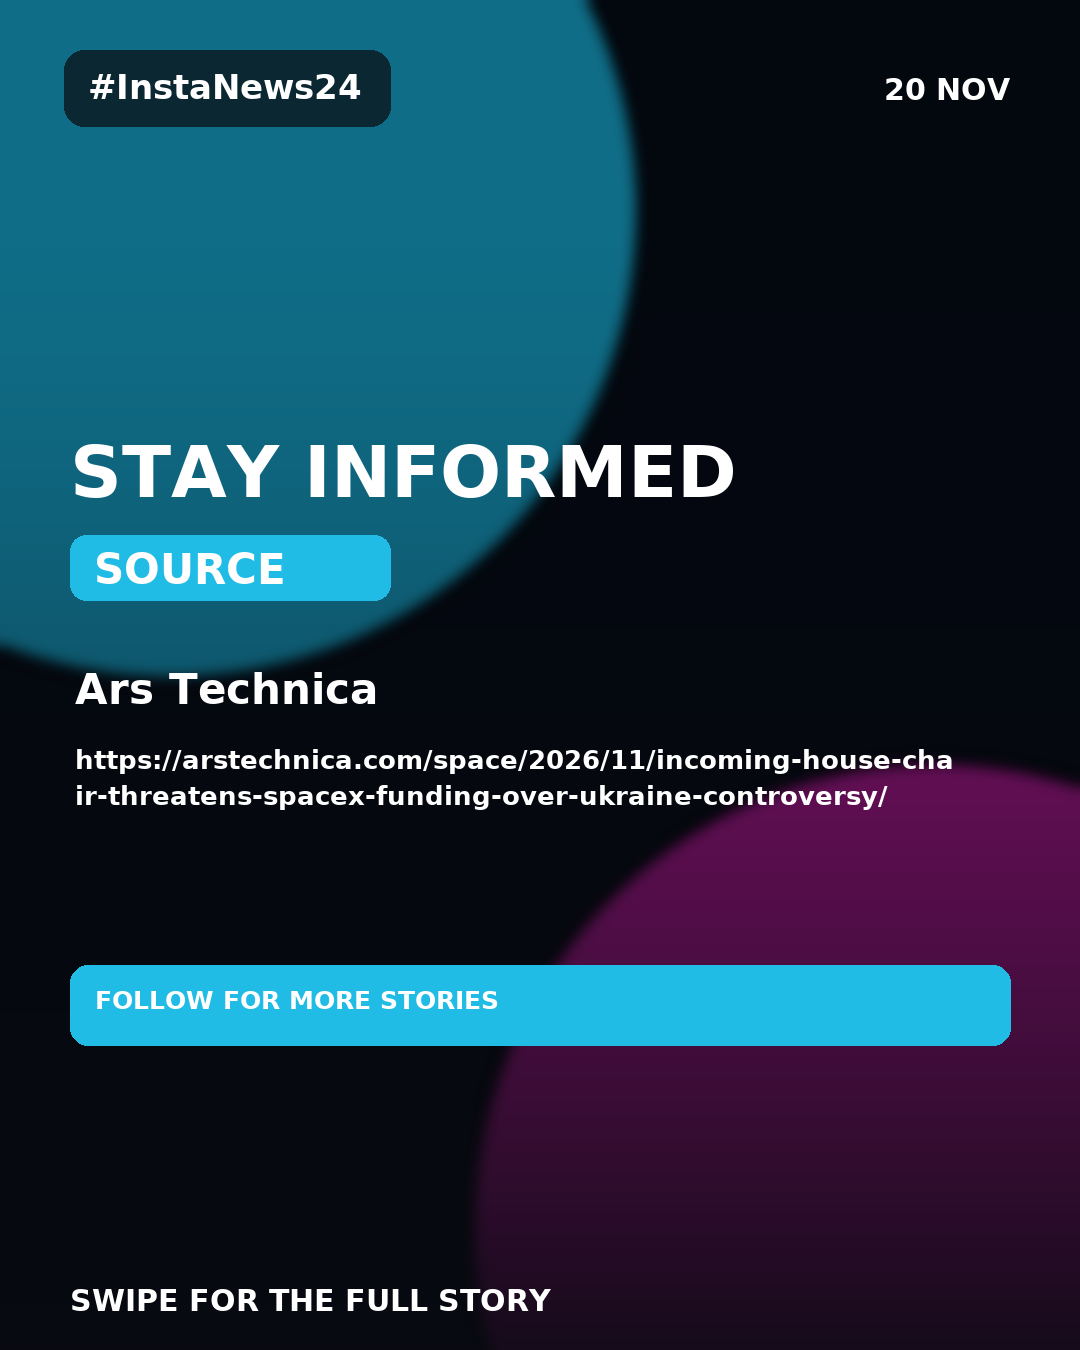 #InstaNews24
20 NOV
STAY INFORMED
SOURCE
Ars Technica
https://arstechnica.com/space/2026/11/incoming-house-cha
ir-threatens-spacex-funding-over-ukraine-controversy/
FOLLOW FOR MORE STORIES
SWIPE FOR THE FULL STORY